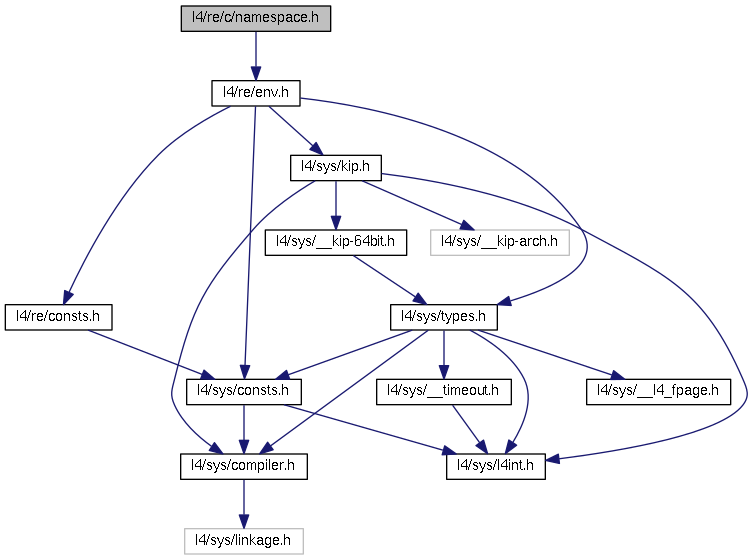 l4/re/c/namespace.h
l4/re/env.h
l4/sys/kip.h
l4/sys/__kip-64bit.h
l4/sys/__kip-arch.h
l4/re/consts.h
l4/sys/types.h
l4/sys/consts.h
l4/sys/__timeout.h
l4/sys/__l4_fpage.h
l4/sys/compiler.h
l4/sys/l4int.h
l4/sys/linkage.h